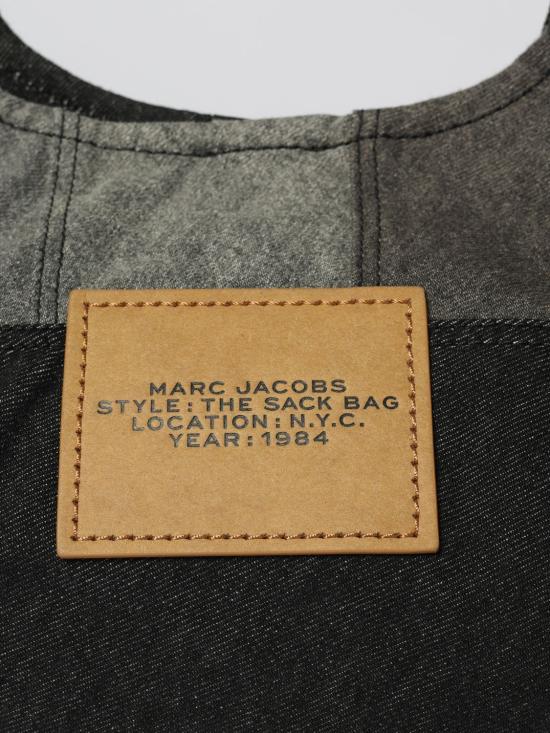 MARC JACOBS
STYLE: THE SACK BAG
LOCATION: N.Y.C.
YEAR: 1984